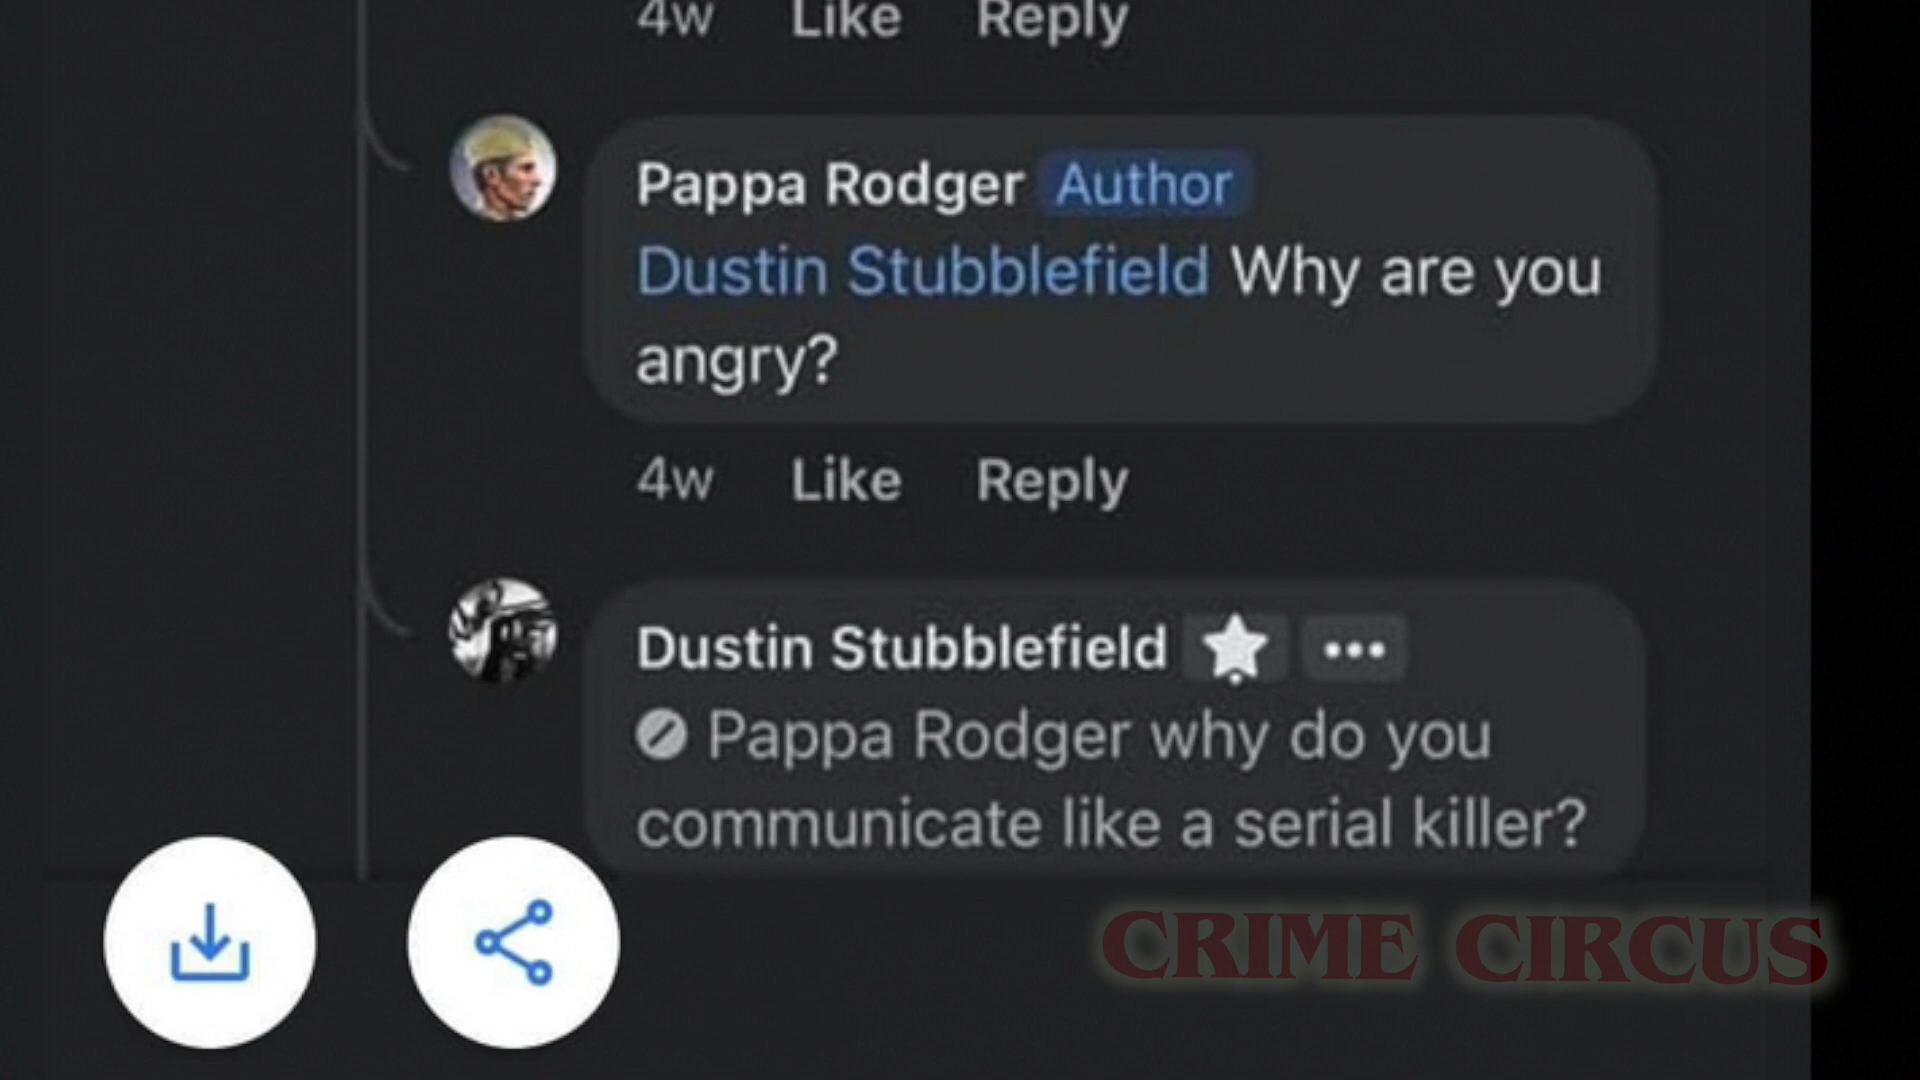 4w Like Reply
Pappa Rodger Author
Dustin Stubblefield Why are you
angry?
4w Like Reply
Dustin Stubblefield
Pappa Rodger why do you
communicate like a serial killer?
CRIME CIRCUS